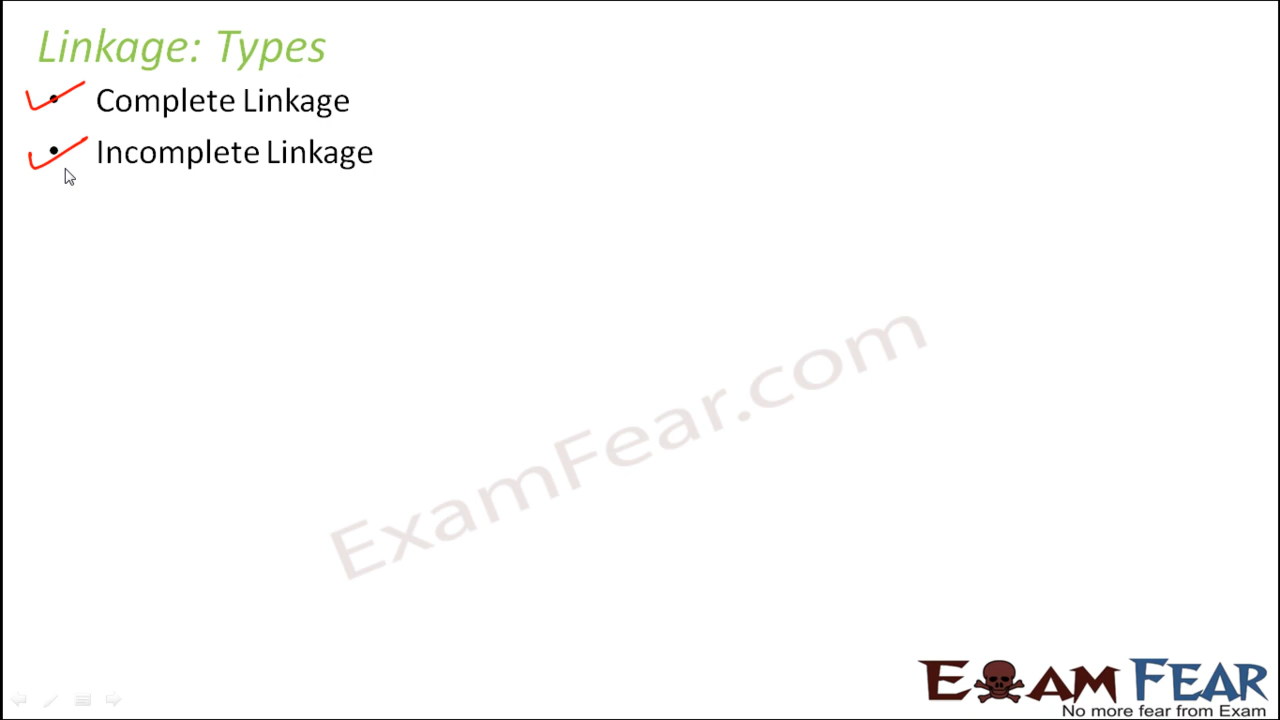 Linkage: Types
• Complete Linkage
• Incomplete Linkage
ExamFear.com
EXAM FEAR
No more fear from Exam